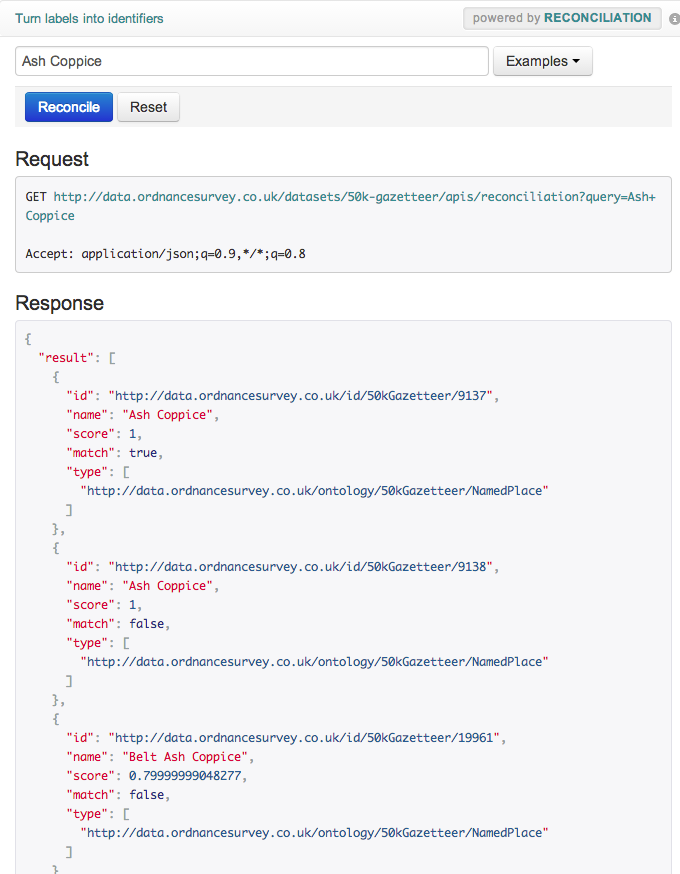 Turn labels into identifiers
powered by RECONCILIATION
Ash Coppice
Examples
Reconcile
Reset
Request
GET http://data.ordnancesurvey.co.uk/datasets/50k-gazetteer/apis/reconciliation?query=Ash+
Coppice
Accept: application/json;q=0.9,*/*;q=0.8
Response
{
"result": [
{
"id": "http://data.ordnancesurvey.co.uk/id/50kGazetteer/9137",
"name": "Ash Coppice",
"score": 1,
"match": true,
"type": [
"http://data.ordnancesurvey.co.uk/ontology/50kGazetteer/NamedPlace"
]
},
{
"id": "http://data.ordnancesurvey.co.uk/id/50kGazetteer/9138",
"name": "Ash Coppice",
"score": 1,
"match": false,
"type": [
"http://data.ordnancesurvey.co.uk/ontology/50kGazetteer/NamedPlace"
]
},
{
"id": "http://data.ordnancesurvey.co.uk/id/50kGazetteer/19961",
"name": "Belt Ash Coppice",
"score": 0.79999999048277,
"match": false,
"type": [
"http://data.ordnancesurvey.co.uk/ontology/50kGazetteer/NamedPlace"
]
}